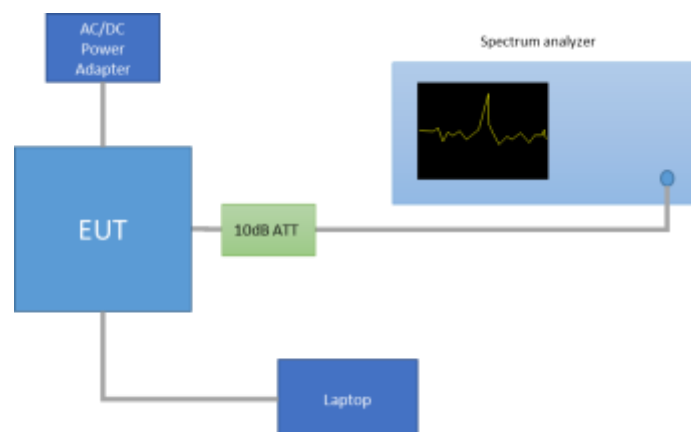 AC/DC
Power
Adapter
Spectrum analyzer
EUT
10dB ATT
Laptop